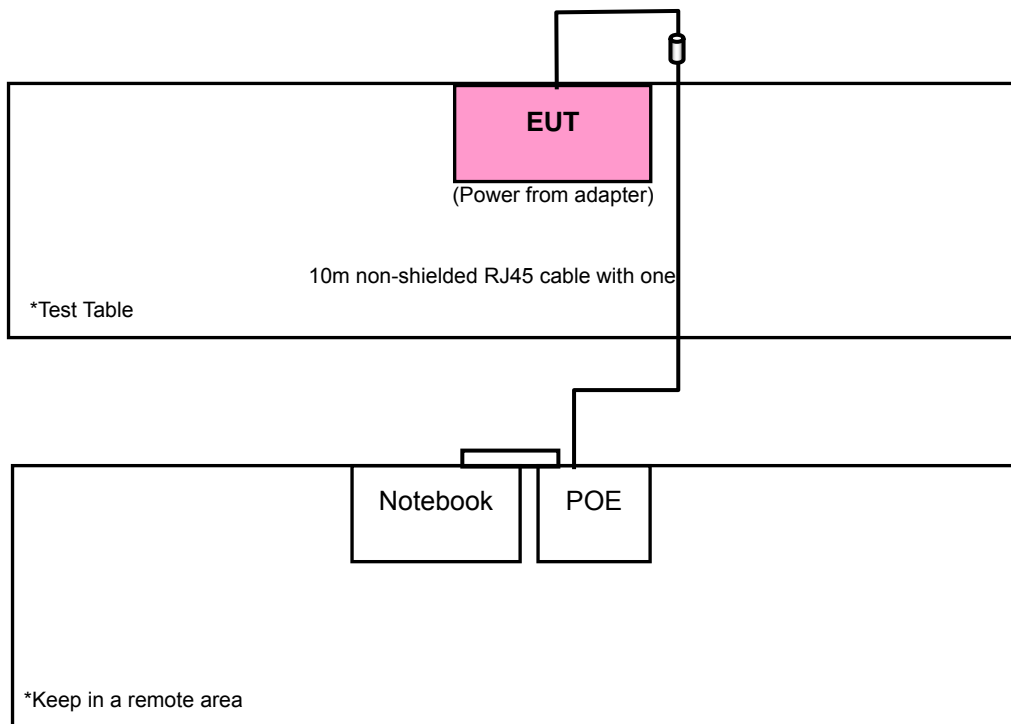 EUT
(Power from adapter)
10m non-shielded RJ45 cable with one
*Test Table
Notebook
POE
*Keep in a remote area